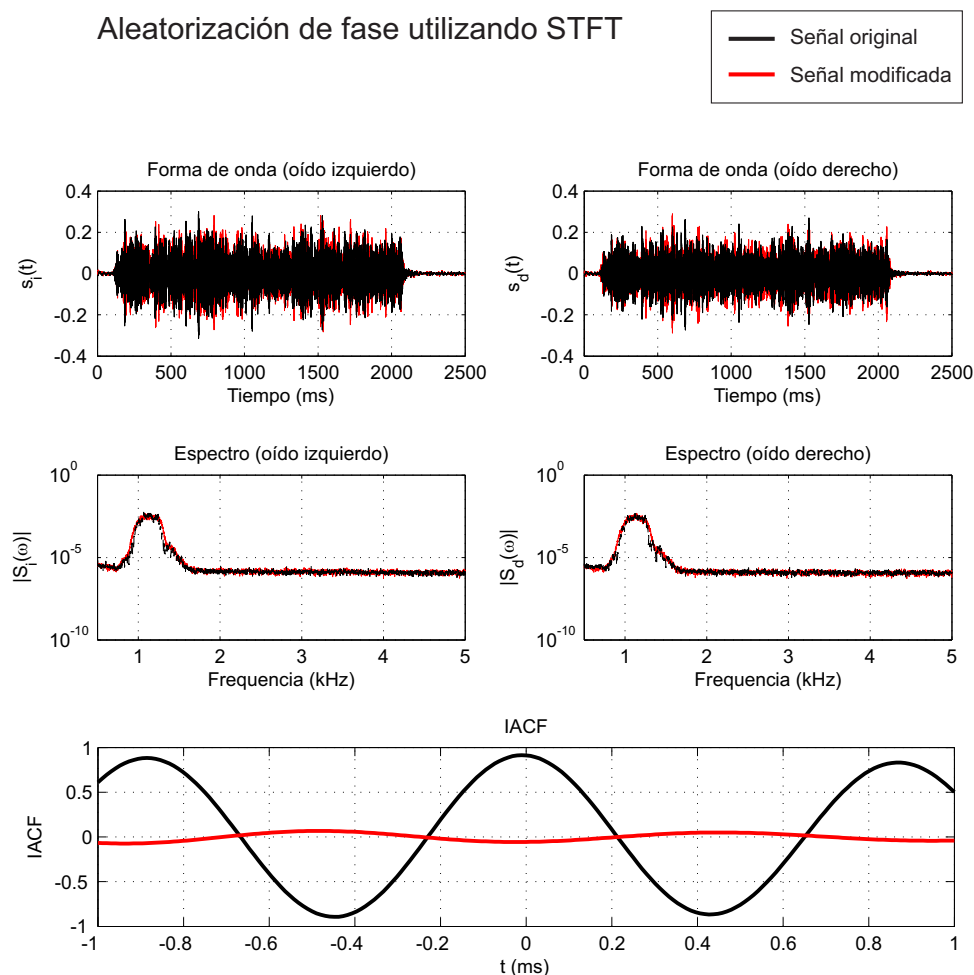 Aleatorización de fase utilizando STFT
Señal original
Señal modificada
Forma de onda (oído izquierdo)
0.4
0.2
0
-0.2
-0.4
s_i(t)
0 500 1000 1500 2000 2500
Tiempo (ms)
Forma de onda (oído derecho)
0.4
0.2
0
-0.2
-0.4
s_d(t)
0 500 1000 1500 2000 2500
Tiempo (ms)
Espectro (oído izquierdo)
10^0
10^-5
10^-10
|S_i(ω)|
1 2 3 4 5
Frequencia (kHz)
Espectro (oído derecho)
10^0
10^-5
10^-10
|S_d(ω)|
1 2 3 4 5
Frequencia (kHz)
IACF
1
0.5
0
-0.5
-1
IACF
-1 -0.8 -0.6 -0.4 -0.2 0 0.2 0.4 0.6 0.8 1
t (ms)